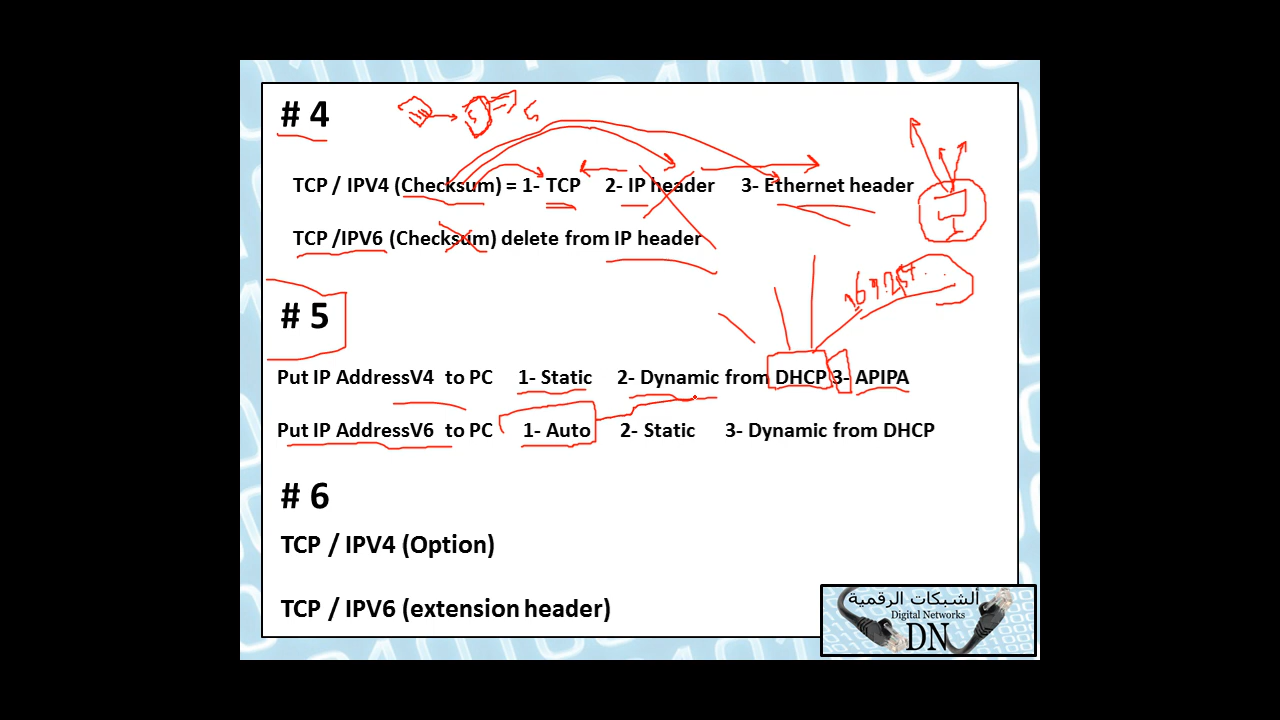 # 4
TCP / IPV4 (Checksum) = 1- TCP 2- IP header 3- Ethernet header
TCP /IPV6 (Checksum) delete from IP header
169.254...
# 5
Put IP AddressV4 to PC 1- Static 2- Dynamic from DHCP 3- APIPA
Put IP AddressV6 to PC 1- Auto 2- Static 3- Dynamic from DHCP
# 6
TCP / IPV4 (Option)
TCP / IPV6 (extension header)
ألشبكات الرقمية
Digital Networks
DN